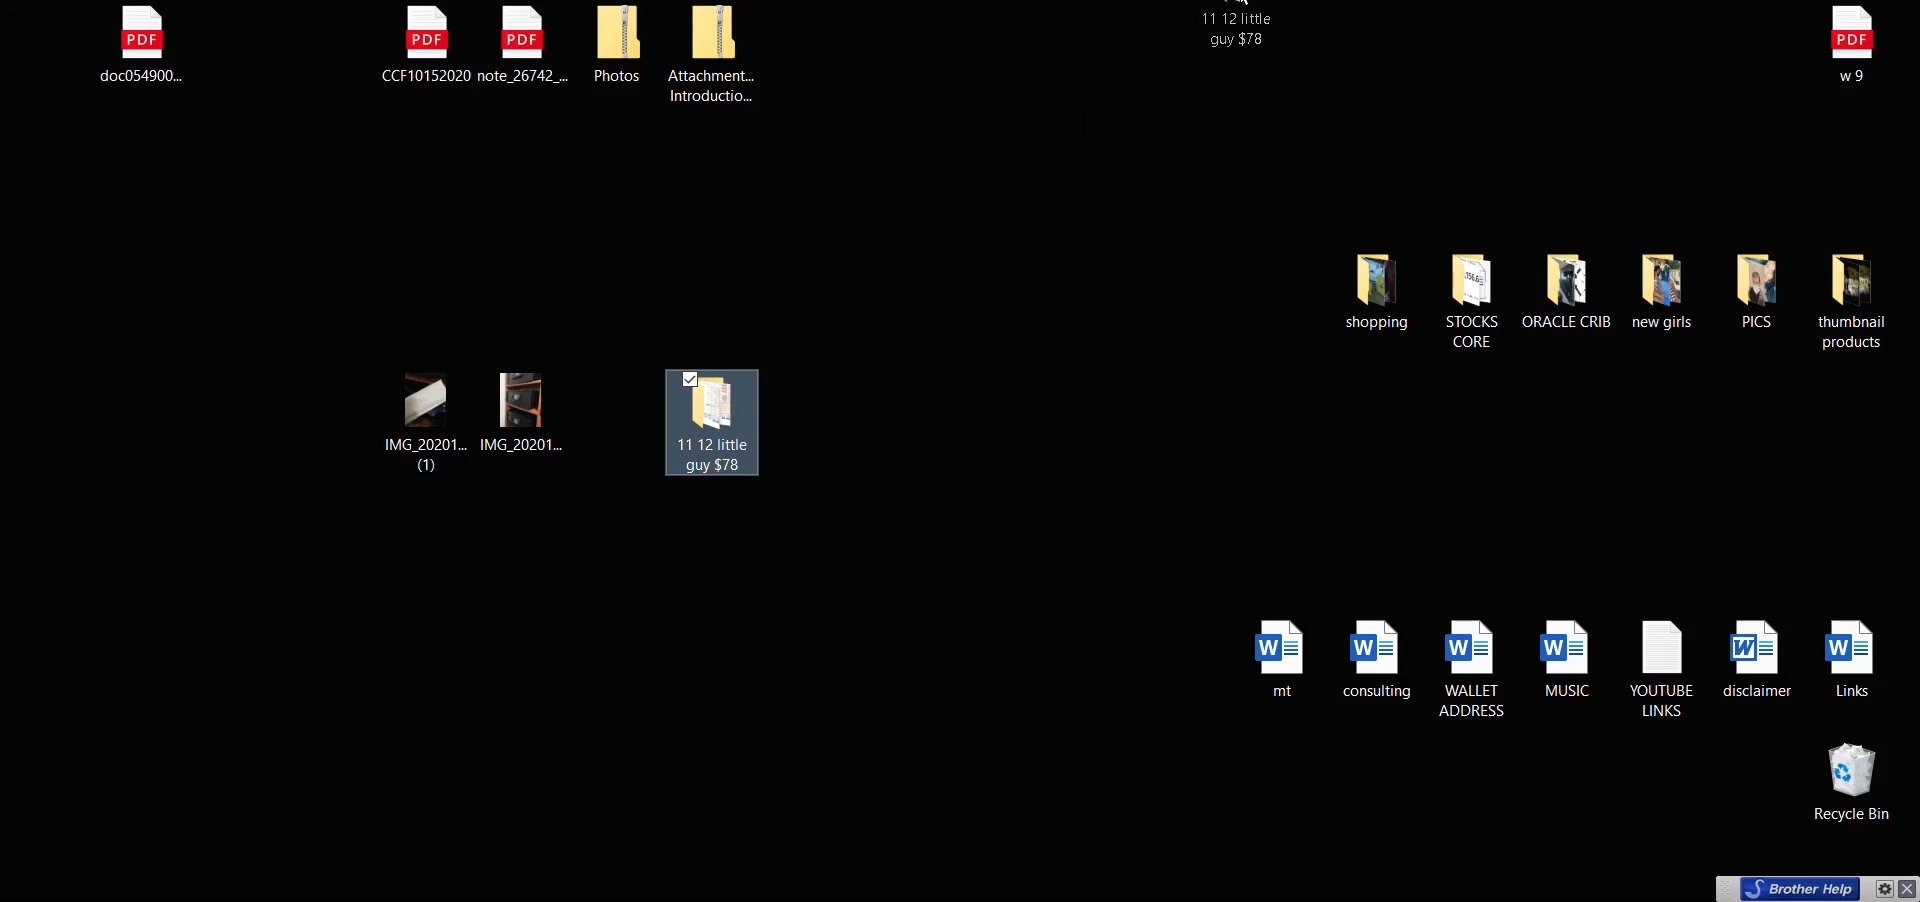 11 12 little
guy $78
PDF
doc054900...
PDF
CCF10152020
PDF
note_26742_...
Photos
Attachment...
Introductio...
PDF
w 9
shopping
STOCKS
CORE
ORACLE CRIB
new girls
PICS
thumbnail
products
IMG_20201...
(1)
IMG_20201...
11 12 little
guy $78
W
mt
W
consulting
W
WALLET
ADDRESS
W
MUSIC
YOUTUBE
LINKS
W
disclaimer
W
Links
Recycle Bin
Brother Help